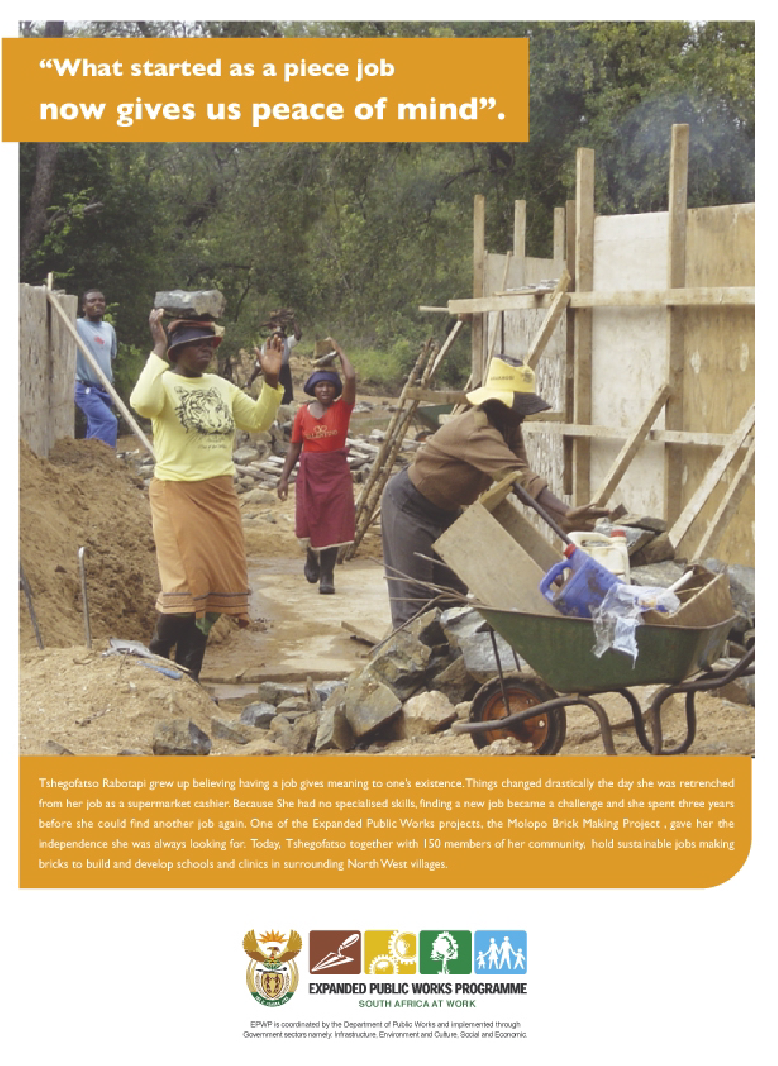 “What started as a piece job
now gives us peace of mind”.
Tshegofatso Rabotapi grew up believing having a job gives meaning to one's existence. Things changed drastically the day she was retrenched
from her job as a supermarket cashier. Because She had no specialised skills, finding a new job became a challenge and she spent three years
before she could find another job again. One of the Expanded Public Works projects, the Molopo Brick Making Project , gave her the
independence she was always looking for. Today, Tshegofatso together with 150 members of her community, hold sustainable jobs making
bricks to build and develop schools and clinics in surrounding North West villages.
EXPANDED PUBLIC WORKS PROGRAMME
SOUTH AFRICA AT WORK
EPWP is coordinated by the Department of Public Works and implemented through
Government sectors namely, Infrastructure, Environment and Culture, Social and Economic.